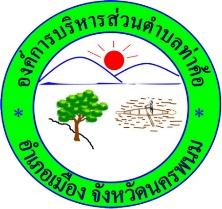 องค์การบริหารส่วนตำบลท่าค้อ
อำเภอเมือง จังหวัดนครพนม